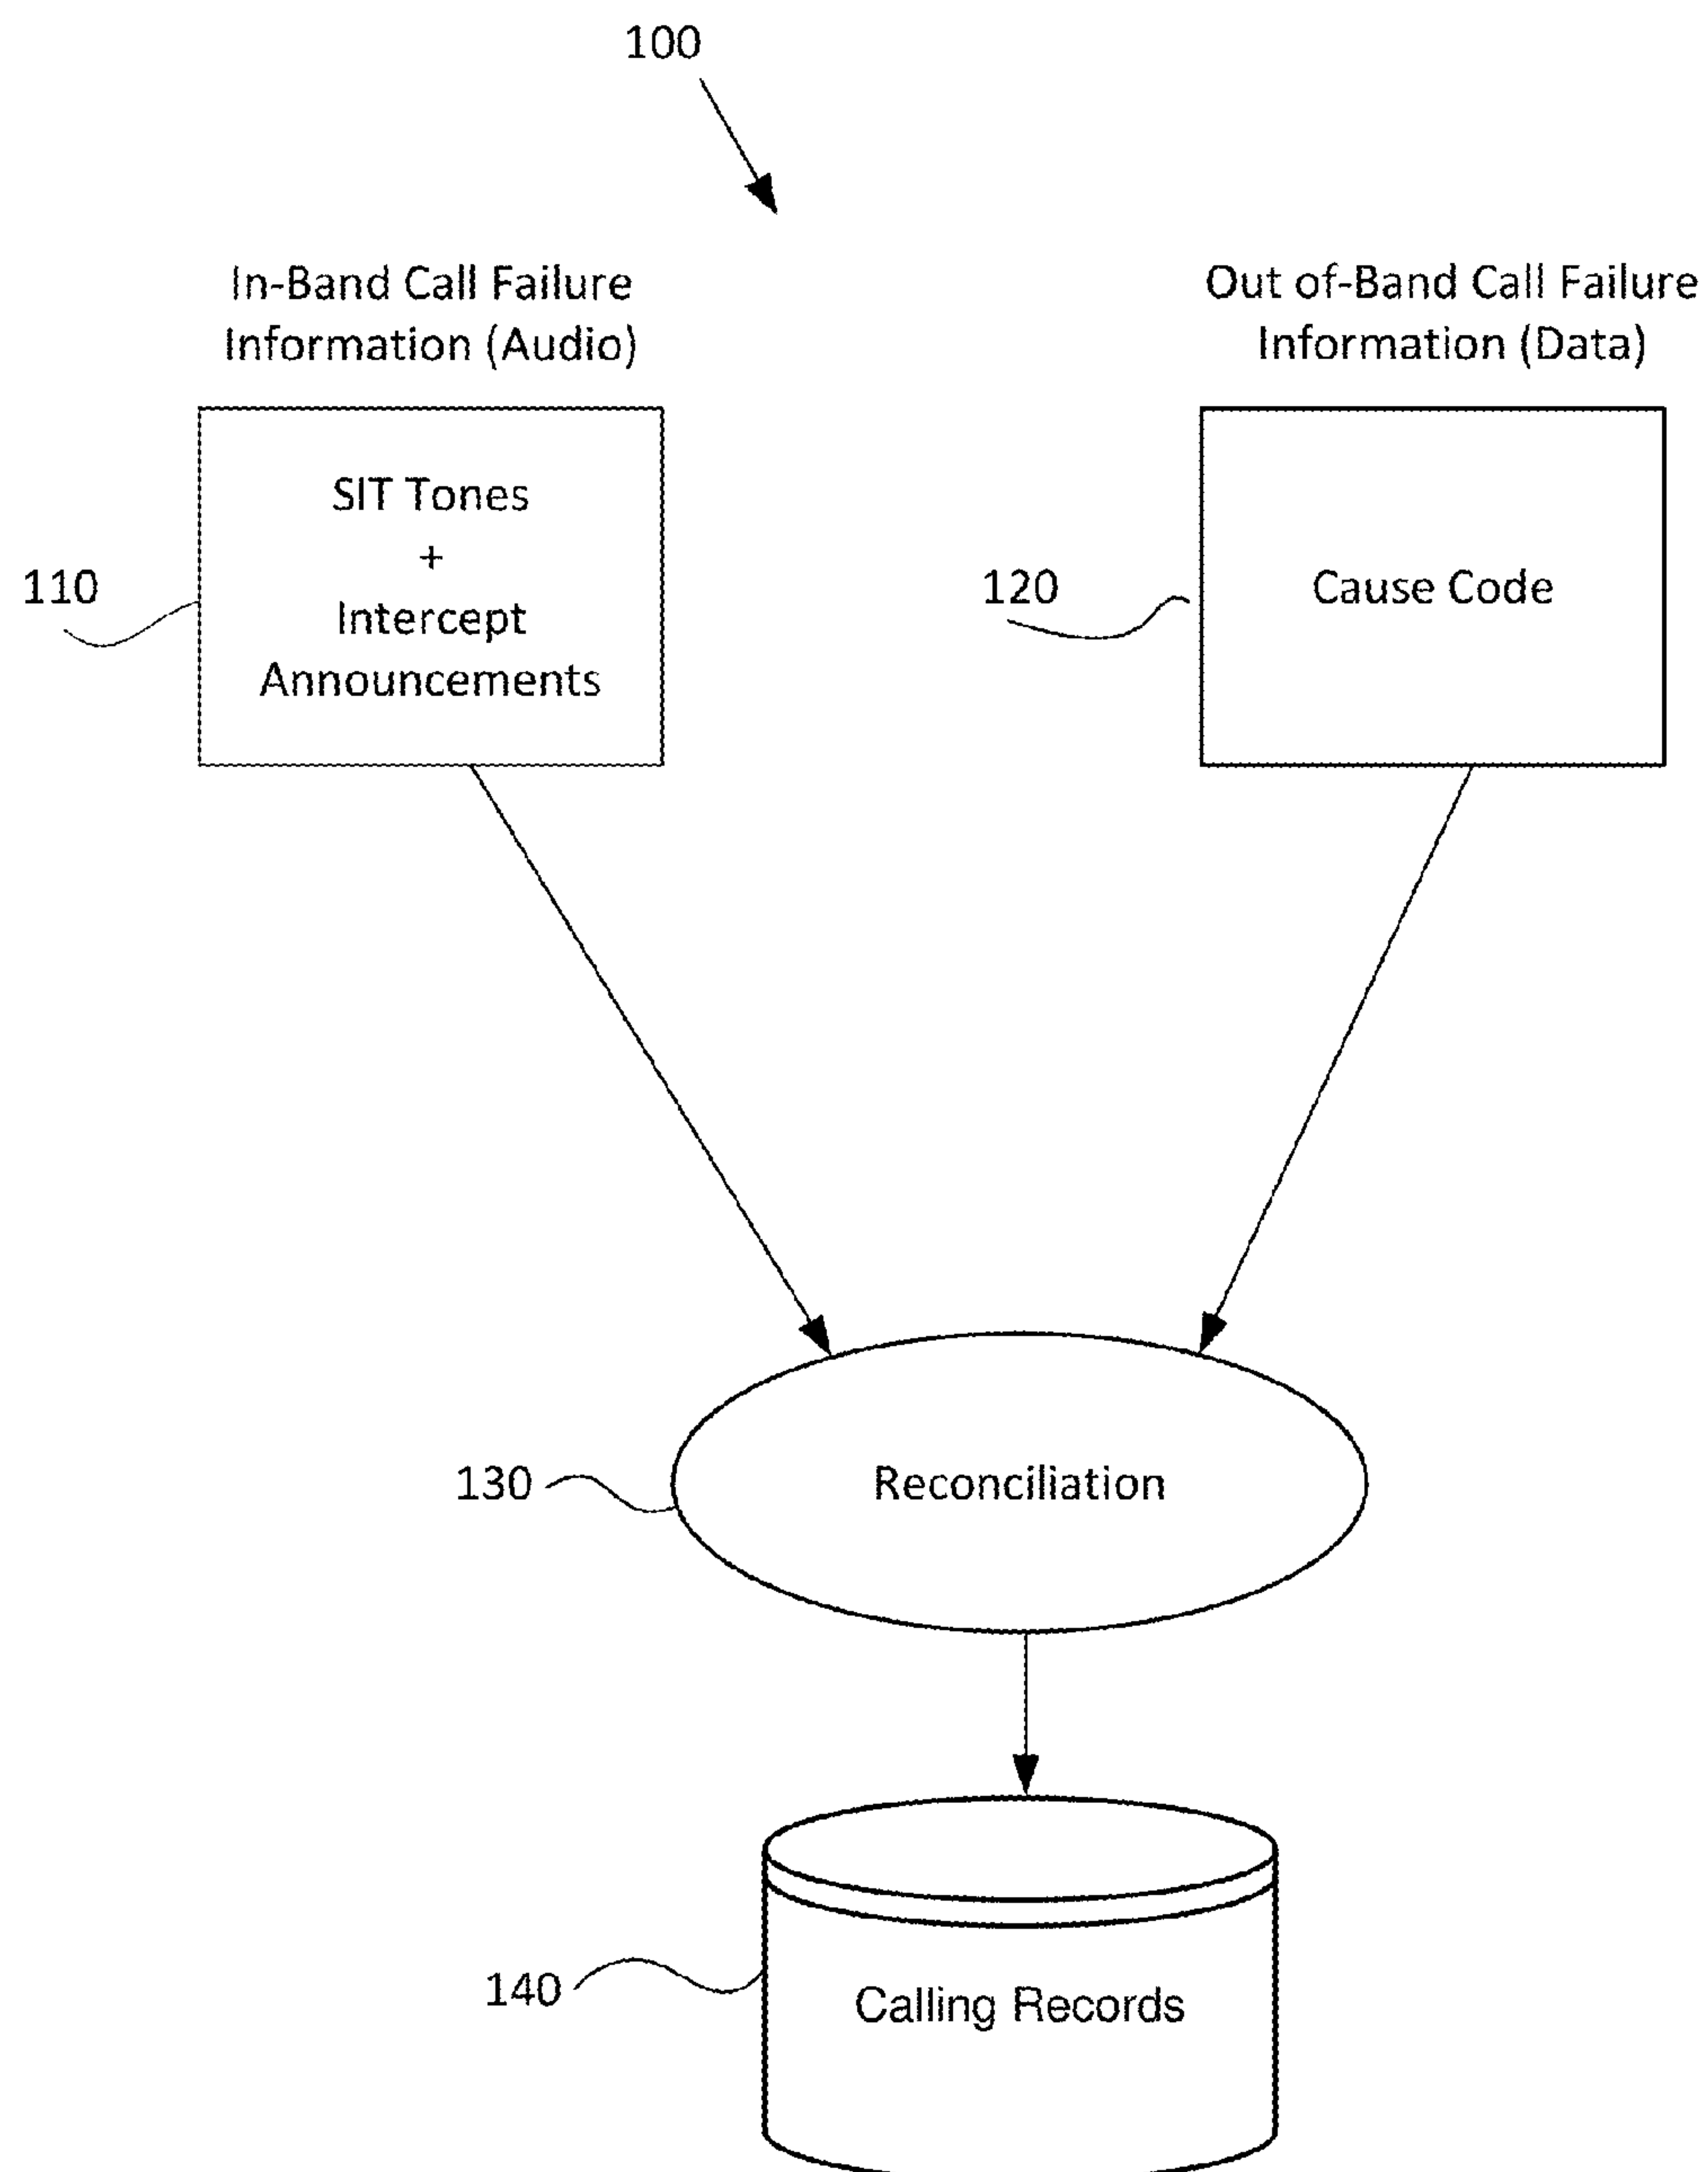 100
In-Band Call Failure
Information (Audio)
Out of-Band Call Failure
Information (Data)
SIT Tones
+
Intercept
Announcements
110
Cause Code
120
Reconciliation
130
Calling Records
140